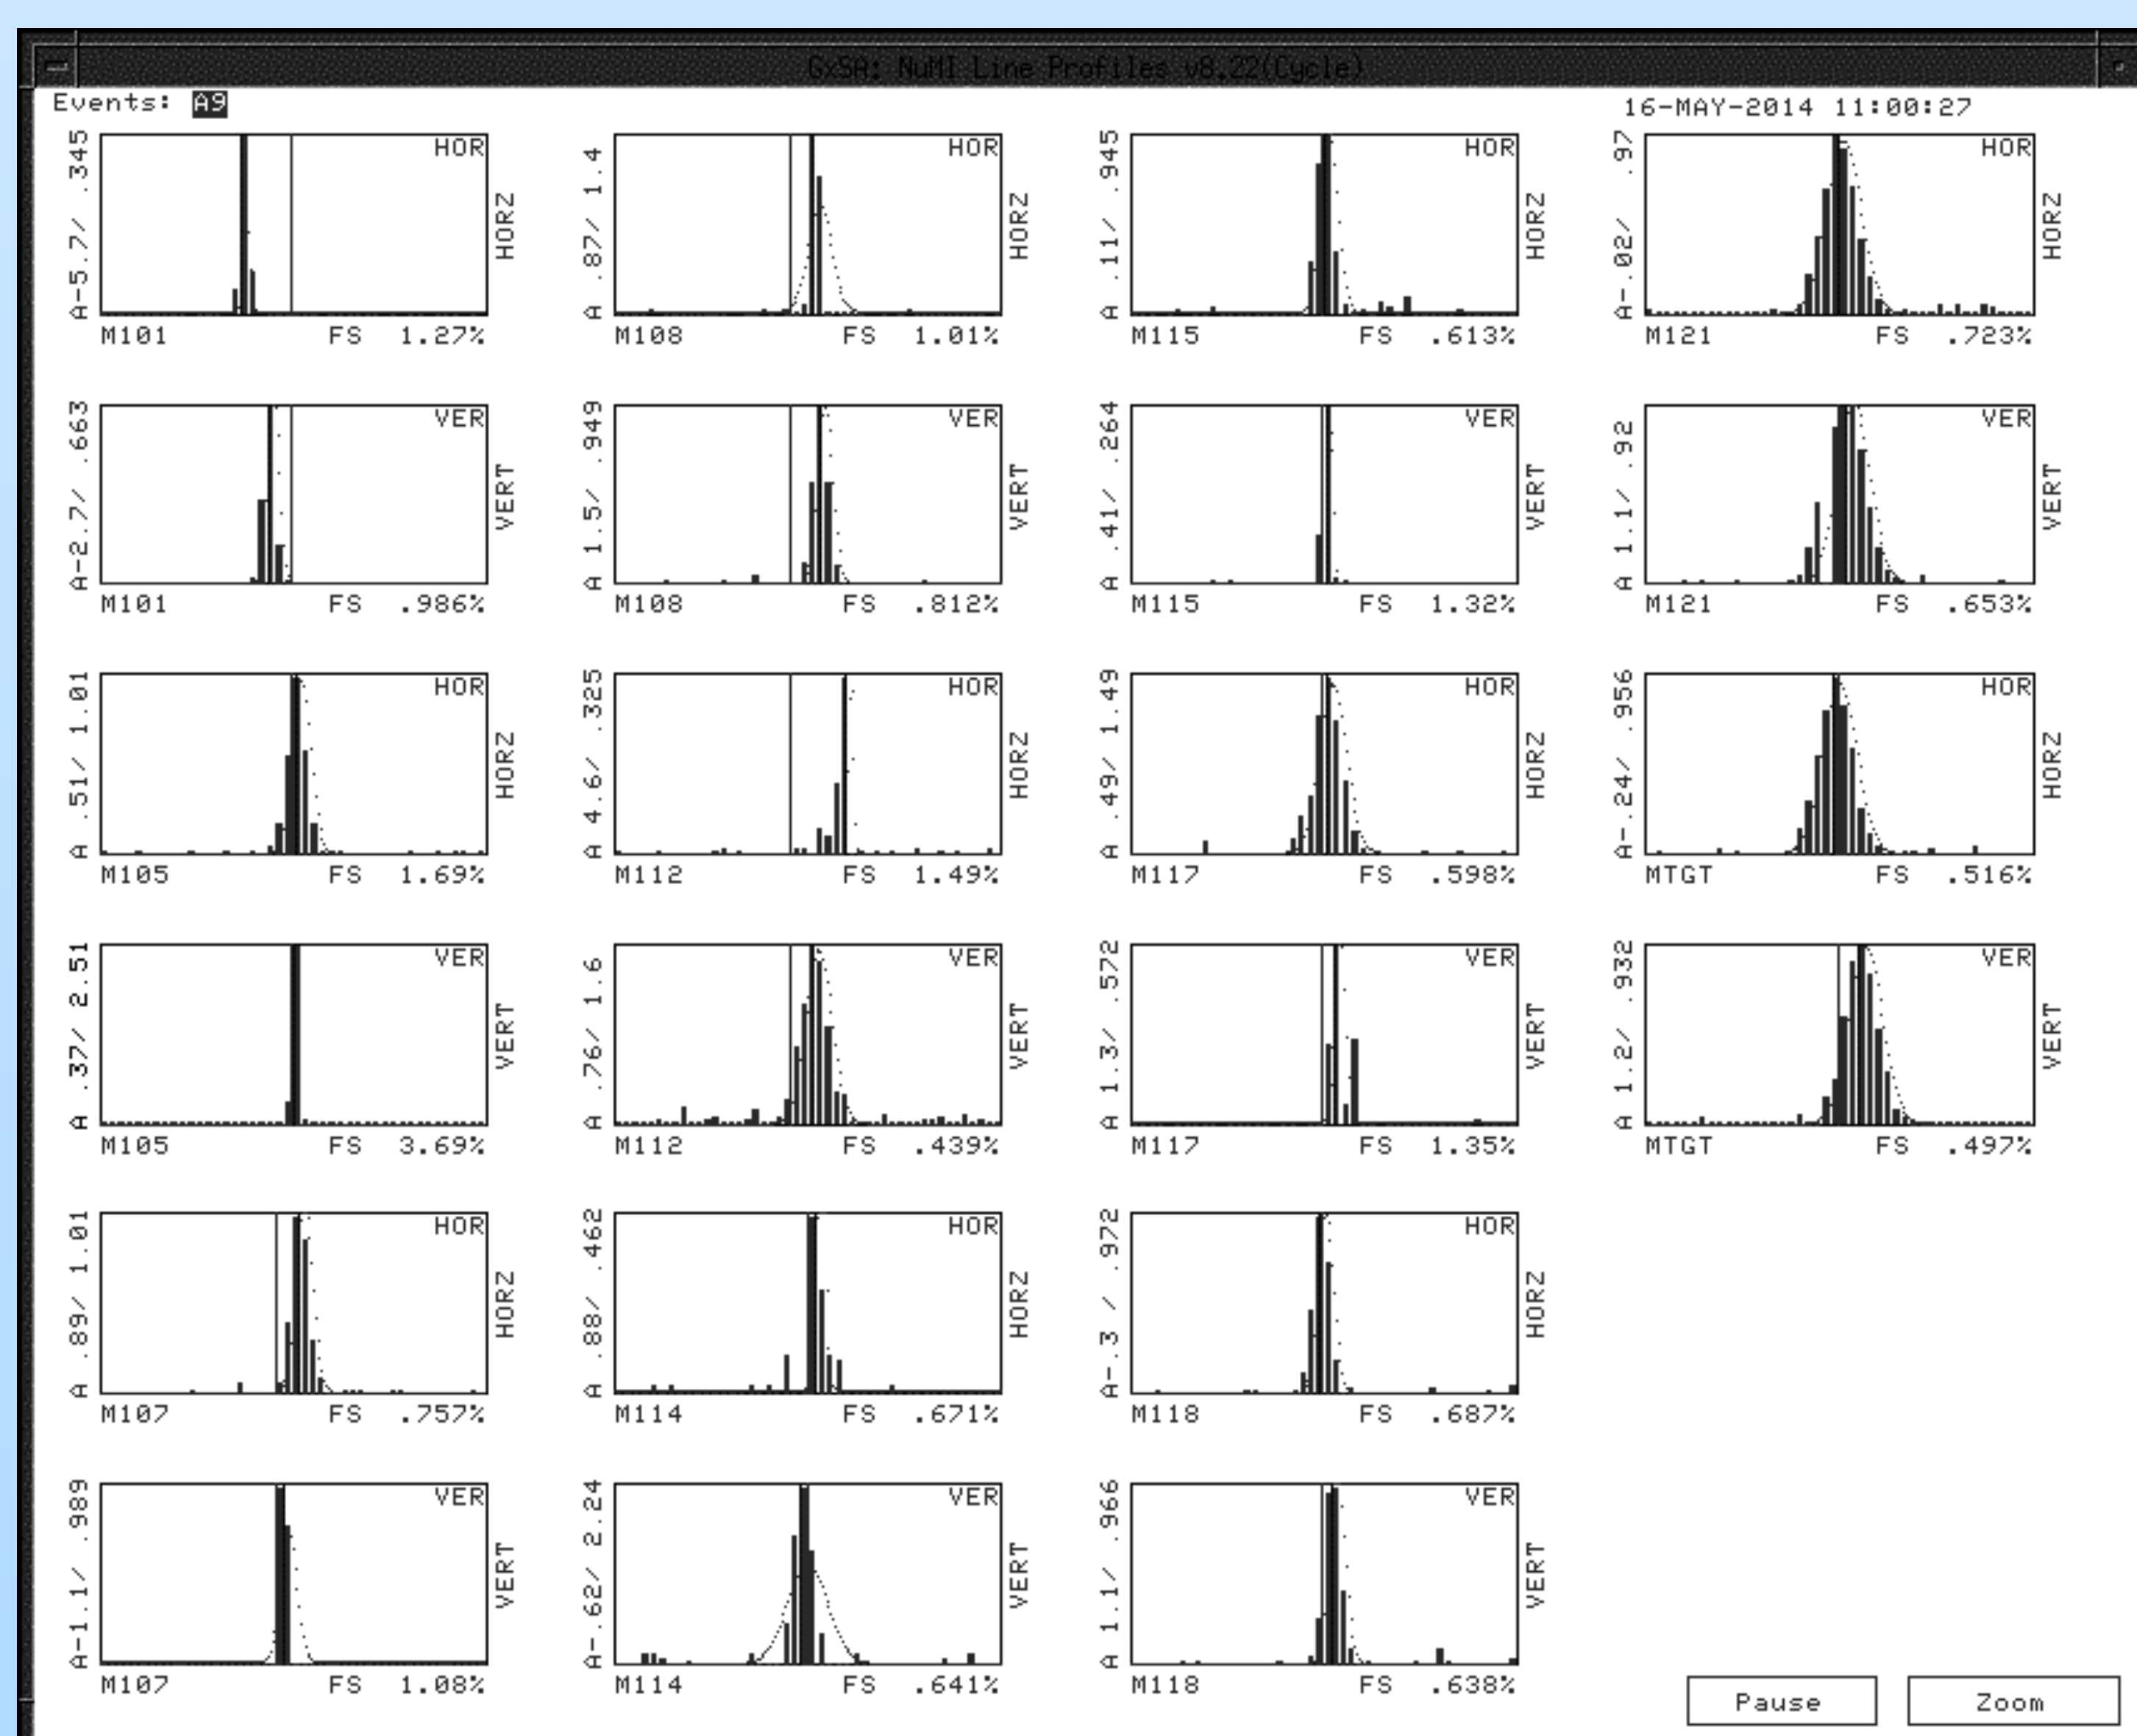 GxSA: NuMI Line Profiles v8.22(Cycle)
Events: A9
16-MAY-2014 11:00:27
A-5.7/ .345
HOR
HORZ
M101 FS 1.27%
A .87/ 1.4
HOR
HORZ
M108 FS 1.01%
A .11/ .945
HOR
HORZ
M115 FS .613%
A-.02/ .97
HOR
HORZ
M121 FS .723%
A-2.7/ .663
VER
VERT
M101 FS .986%
A 1.5/ .949
VER
VERT
M108 FS .812%
A .41/ .264
VER
VERT
M115 FS 1.32%
A 1.1/ .92
VER
VERT
M121 FS .653%
A .51/ 1.01
HOR
HORZ
M105 FS 1.69%
A 4.6/ .325
HOR
HORZ
M112 FS 1.49%
A .49/ 1.49
HOR
HORZ
M117 FS .598%
A-.24/ .956
HOR
HORZ
MTGT FS .516%
A .37/ 2.51
VER
VERT
M105 FS 3.69%
A .76/ 1.6
VER
VERT
M112 FS .439%
A 1.3/ .572
VER
VERT
M117 FS 1.35%
A 1.2/ .932
VER
VERT
MTGT FS .497%
A .89/ 1.01
HOR
HORZ
M107 FS .757%
A .88/ .462
HOR
HORZ
M114 FS .671%
A-.3 / .972
HOR
HORZ
M118 FS .687%
A-1.1/ .989
VER
VERT
M107 FS 1.08%
A-.62/ 2.24
VER
VERT
M114 FS .641%
A 1.1/ .966
VER
VERT
M118 FS .638%
Pause
Zoom